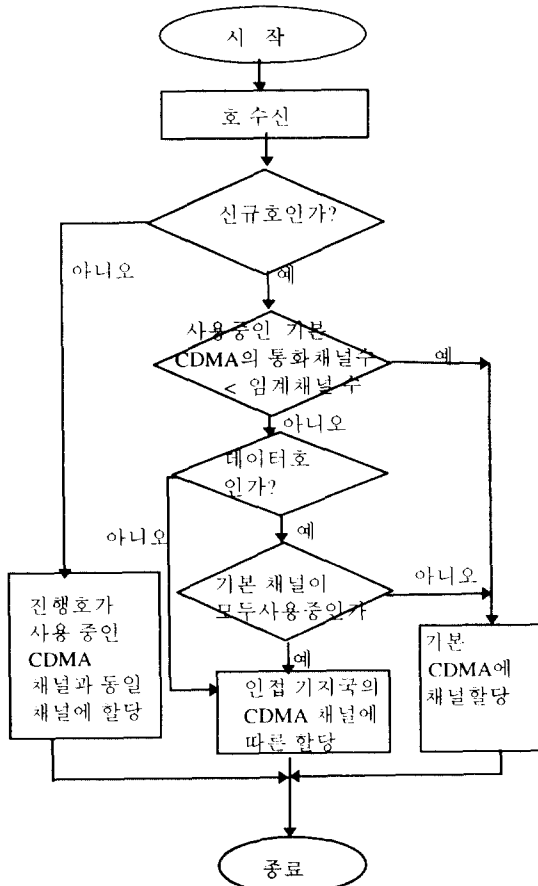 시 작
호 수신
신규호인가?
아니오
예
사용중인 기본
CDMA의 통화채널수
< 임계채널 수
예
아니오
데이터호
인가?
아니오
예
기본 채널이
모두사용중인가
아니오
예
진행호가
사용 중인
CDMA
채널과 동일
채널에 할당
인접 기지국의
CDMA 채널에
따른 할당
기본
CDMA에
채널할당
종료